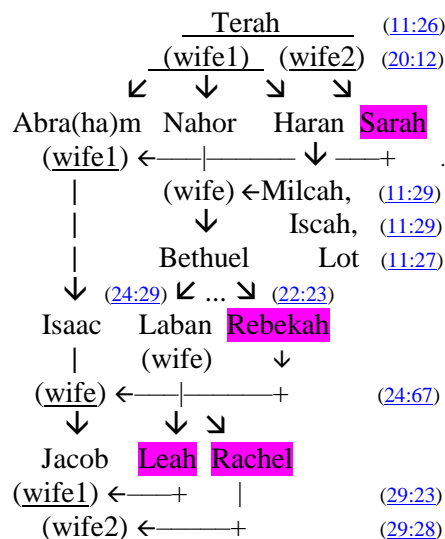 Terah (11:26)
(wife1) (wife2) (20:12)
↙ ↓ ↘ ↘
Abra(ha)m Nahor Haran Sarah
(wife1) ←——|——— ↓ ——+ .
| (wife) ←Milcah, (11:29)
| ↓ Iscah, (11:29)
| Bethuel Lot (11:27)
↓ (24:29) ↙ ... ↘ (22:23)
Isaac Laban Rebekah
| (wife) ↓
(wife) ←——|———+ (24:67)
↓ ↓ ↘
Jacob Leah Rachel
(wife1) ←——+ | (29:23)
(wife2) ←————+ (29:28)